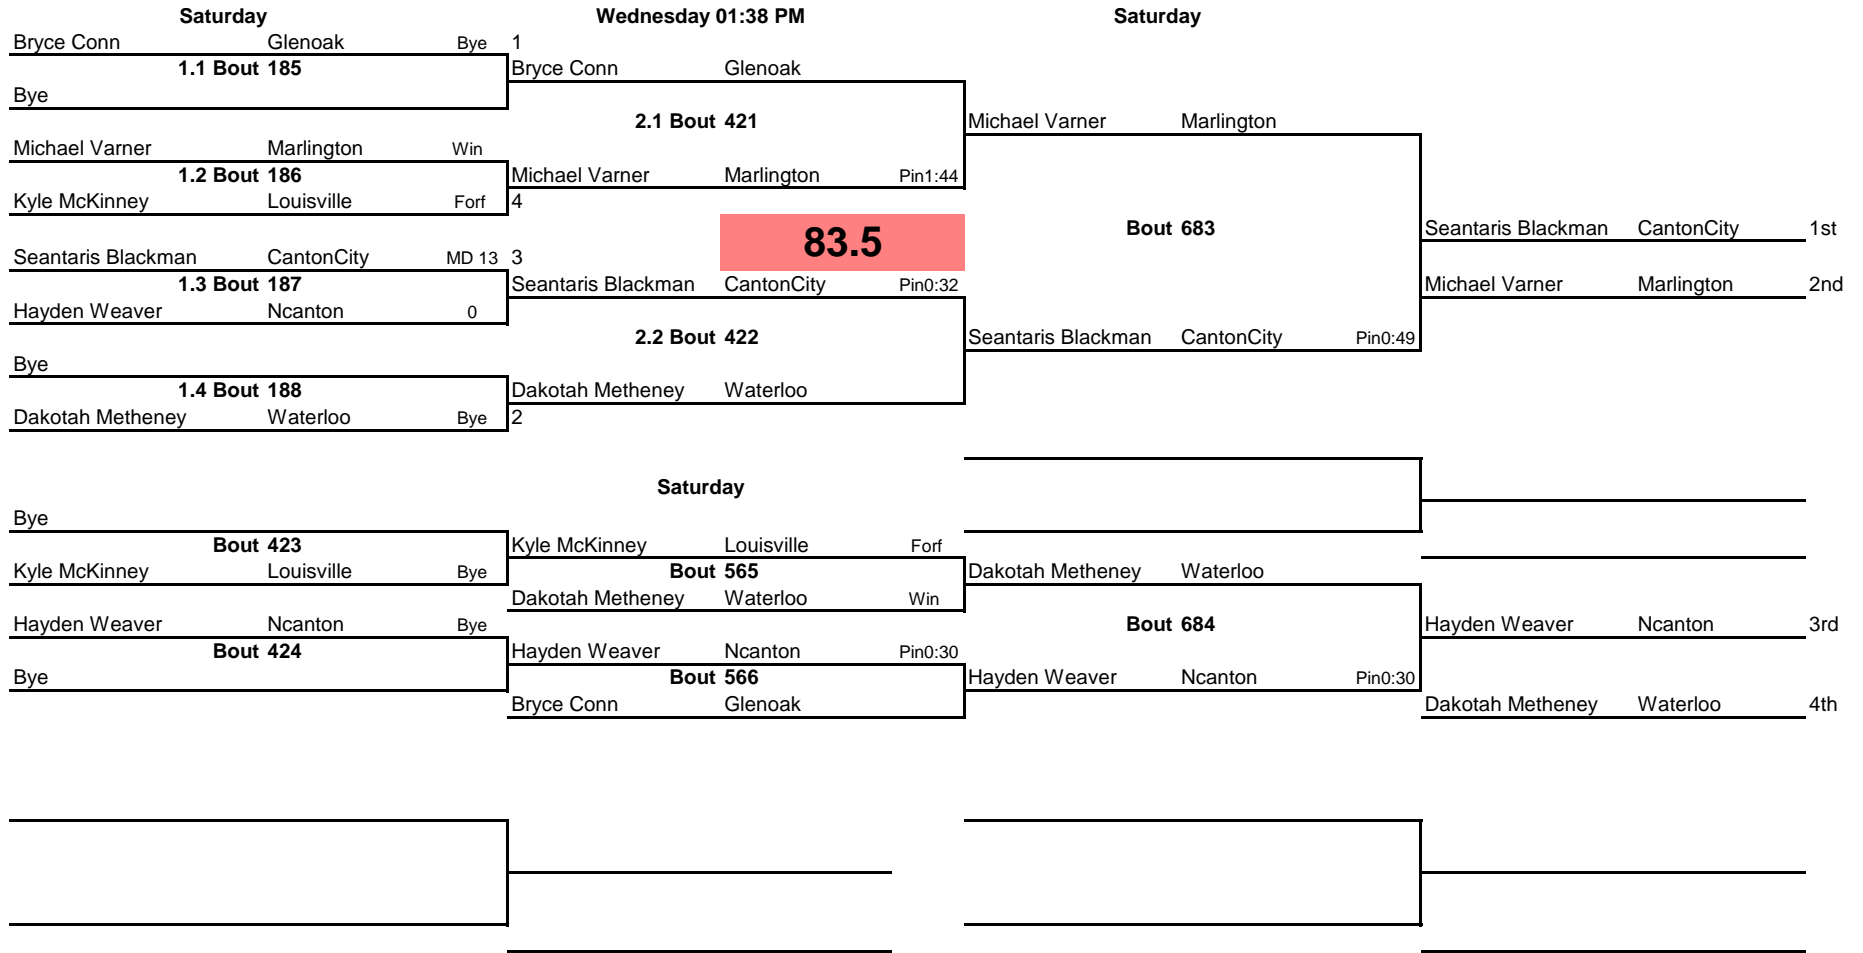 Saturday Wednesday 01:38 PM Saturday
Bryce Conn Glenoak Bye 1
1.1 Bout 185 Bryce Conn Glenoak
Bye
2.1 Bout 421 Michael Varner Marlington
Michael Varner Marlington Win
1.2 Bout 186 Michael Varner Marlington Pin1:44
Kyle McKinney Louisville Forf 4
83.5 Bout 683 Seantaris Blackman CantonCity 1st
Seantaris Blackman CantonCity MD 13 3
1.3 Bout 187 Seantaris Blackman CantonCity Pin0:32 Michael Varner Marlington 2nd
Hayden Weaver Ncanton 0
2.2 Bout 422 Seantaris Blackman CantonCity Pin0:49
Bye
1.4 Bout 188 Dakotah Metheney Waterloo
Dakotah Metheney Waterloo Bye 2
Saturday
Bye
Bout 423 Kyle McKinney Louisville Forf
Kyle McKinney Louisville Bye Bout 565 Dakotah Metheney Waterloo
Dakotah Metheney Waterloo Win
Hayden Weaver Ncanton Bye Bout 684 Hayden Weaver Ncanton 3rd
Bout 424 Hayden Weaver Ncanton Pin0:30
Bye Bout 566 Hayden Weaver Ncanton Pin0:30
Bryce Conn Glenoak Dakotah Metheney Waterloo 4th